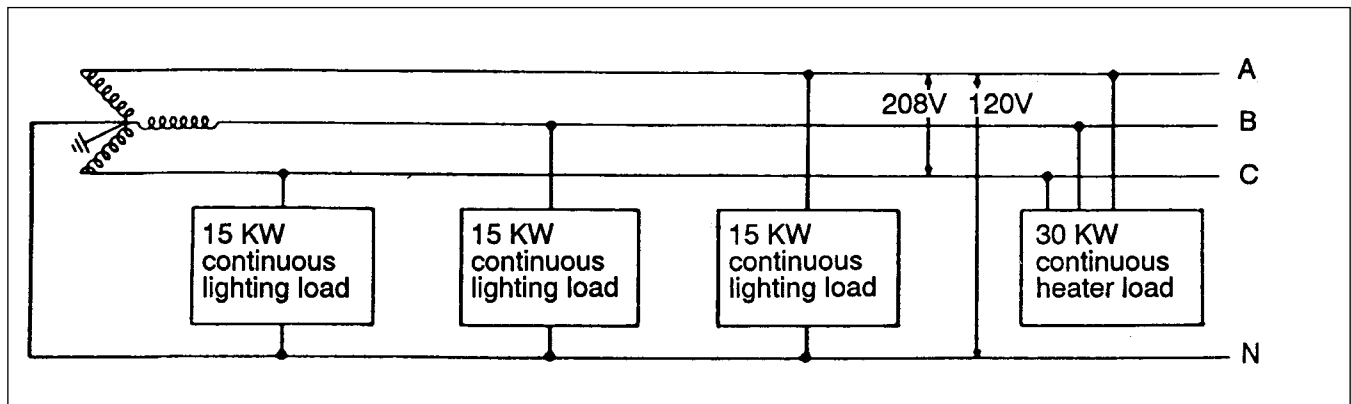 A
208V 120V
B
C
15 KW
continuous
lighting load
15 KW
continuous
lighting load
15 KW
continuous
lighting load
30 KW
continuous
heater load
N